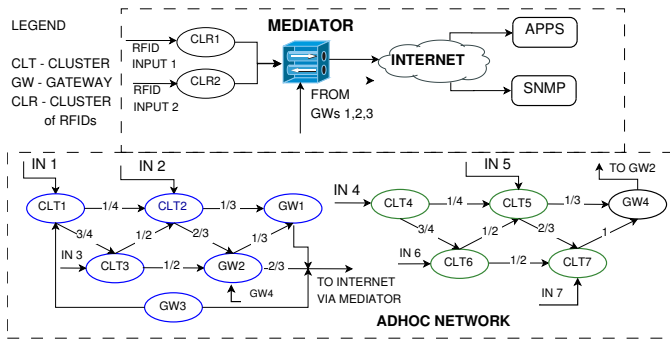 LEGEND
CLT - CLUSTER
GW - GATEWAY
CLR - CLUSTER
of RFIDs
MEDIATOR
RFID
INPUT 1
CLR1
RFID
INPUT 2
CLR2
FROM
GWs 1,2,3
INTERNET
APPS
SNMP
IN 1
IN 2
CLT1
1/4
CLT2
1/3
GW1
3/4
1/2
2/3
1/3
IN 3
CLT3
1/2
GW2
2/3
GW4
GW3
TO INTERNET
VIA MEDIATOR
IN 4
IN 5
TO GW2
CLT4
1/4
CLT5
1/3
GW4
3/4
1/2
2/3
1
IN 6
CLT6
1/2
CLT7
IN 7
ADHOC NETWORK